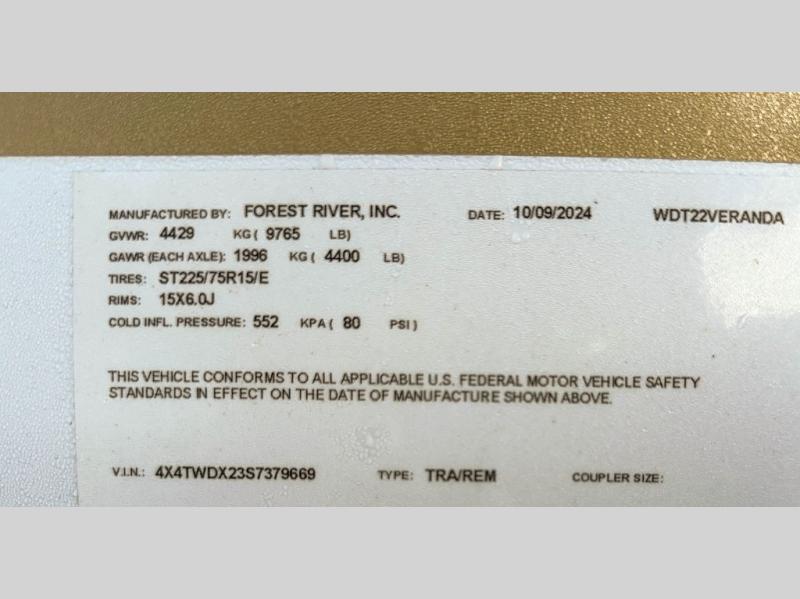 MANUFACTURED BY: FOREST RIVER, INC. DATE: 10/09/2024 WDT22VERANDA
GVWR: 4429 KG ( 9765 LB)
GAWR (EACH AXLE): 1996 KG ( 4400 LB)
TIRES: ST225/75R15/E
RIMS: 15X6.0J
COLD INFL. PRESSURE: 552 KPA ( 80 PSI )
THIS VEHICLE CONFORMS TO ALL APPLICABLE U.S. FEDERAL MOTOR VEHICLE SAFETY
STANDARDS IN EFFECT ON THE DATE OF MANUFACTURE SHOWN ABOVE.
V.I.N.: 4X4TWDX23S7379669 TYPE: TRA/REM COUPLER SIZE: